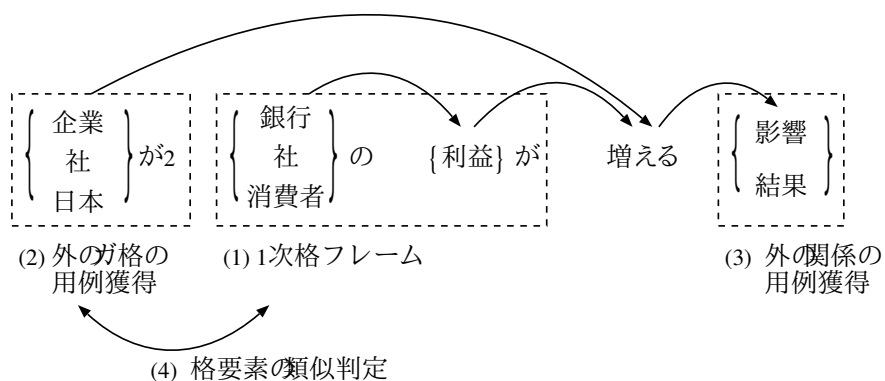 企業
社
日本
が2
銀行
社
消費者
の
{利益} が
増える
影響
結果
(2) 外のガ格の
用例獲得
(1) 1次格フレーム
(3) 外の関係の
用例獲得
(4) 格要素の類似判定